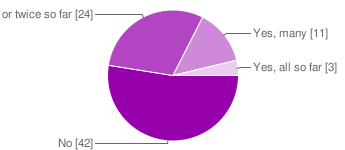 or twice so far [24]
Yes, many [11]
Yes, all so far [3]
No [42]